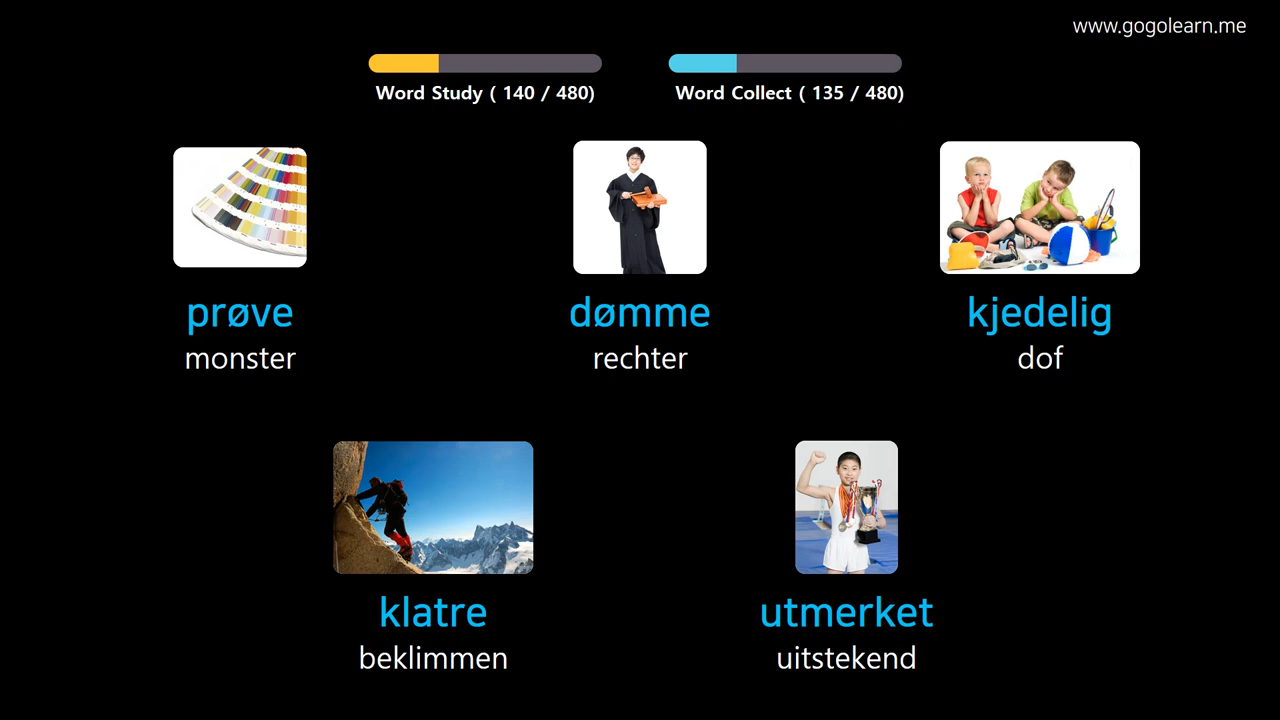 www.gogolearn.me
Word Study ( 140 / 480)
Word Collect ( 135 / 480)
prøve
monster
dømme
rechter
kjedelig
dof
klatre
beklimmen
utmerket
uitstekend